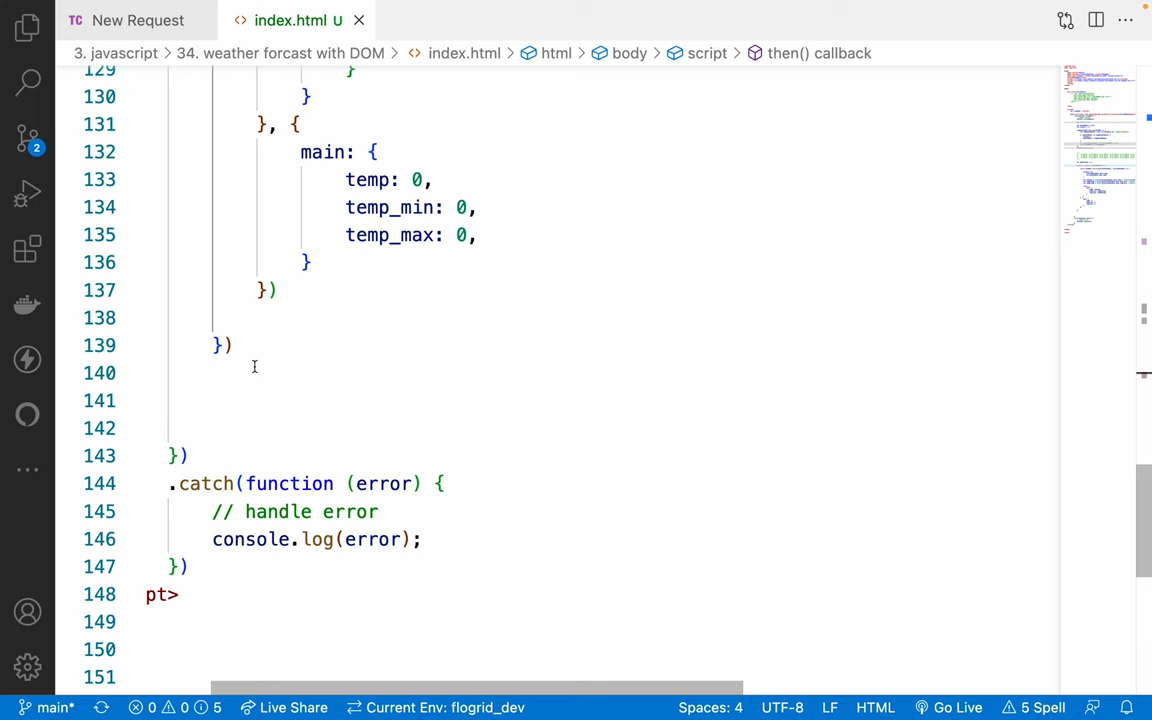 TC New Request
<> index.html U ×
3. javascript > 34. weather forcast with DOM > <> index.html > html > body > script > then() callback
129 }
130 }
131 }, {
132 main: {
133 temp: 0,
134 temp_min: 0,
135 temp_max: 0,
136 }
137 })
138
139 })
140
141
142
143 })
144 .catch(function (error) {
145 // handle error
146 console.log(error);
147 })
148 pt>
149
150
151
2
main* 0 0 5 Live Share Current Env: flogrid_dev Spaces: 4 UTF-8 LF HTML Go Live 5 Spell